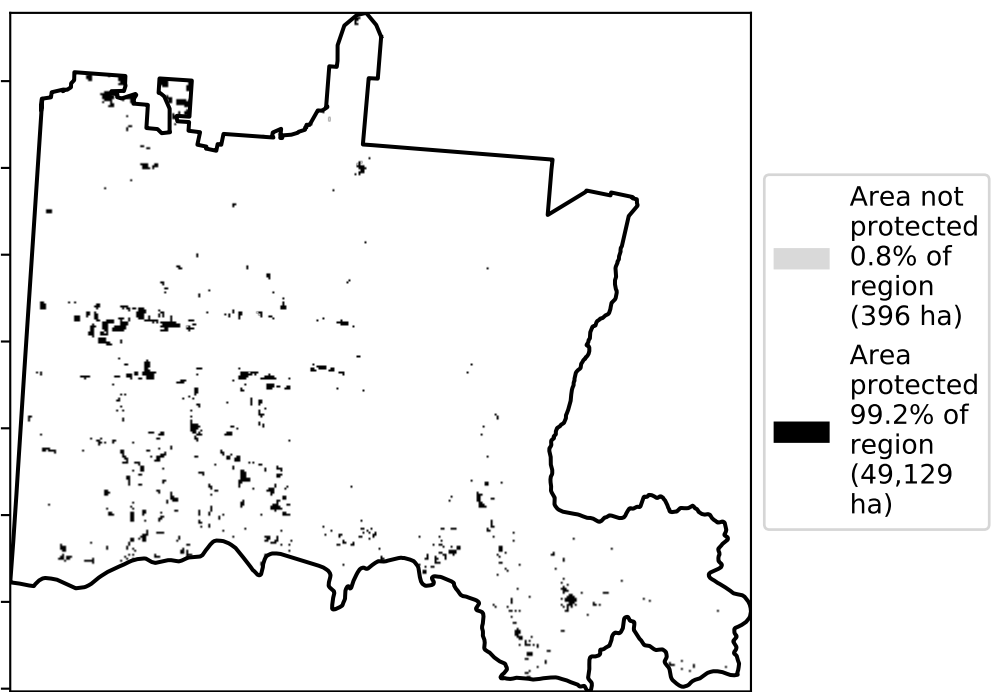 Area not
protected
0.8% of
region
(396 ha)
Area
protected
99.2% of
region
(49,129
ha)